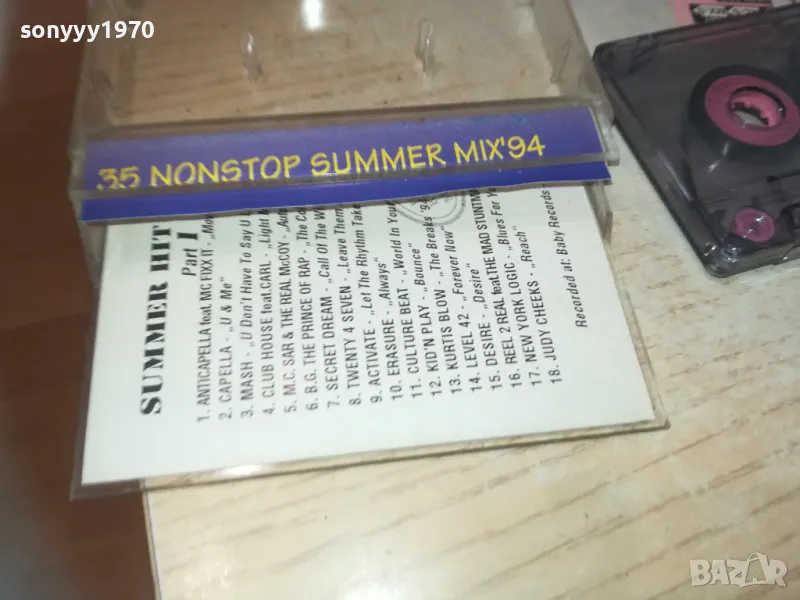 sonyyy1970
35 NONSTOP SUMMER MIX'94
SUMMER HIT
Part I
1. ANTICAPELLA feat. MC FIXX IT - „Mov
2. CAPELLA - „U & Me"
3. MASH - „U Don't Have To Say U
4. CLUB HOUSE feat. CARL - „Light
5. M.C. SAR & THE REAL McCOY -
6. B.G. THE PRINCE OF RAP - „The Co
7. SECRET DREAM - „Call Of The W
8. TWENTY 4 SEVEN - „Leave Them
9. ACTIVATE - „Let The Rhythm Take
10. ERASURE - „Always"
11. CULTURE BEAT - „World In Your
12. KID'N PLAY - „Bounce"
13. KURTIS BLOW - „The Breaks '94
14. LEVEL 42 - „Forever Now"
15. DESIRE - „Desire"
16. REEL 2 REAL feat. THE MAD STUNTMA
17. NEW YORK LOGIC - „Blues For Yo
18. JUDY CHEEKS - „Reach"
Recorded at: Baby Records
BAZAR